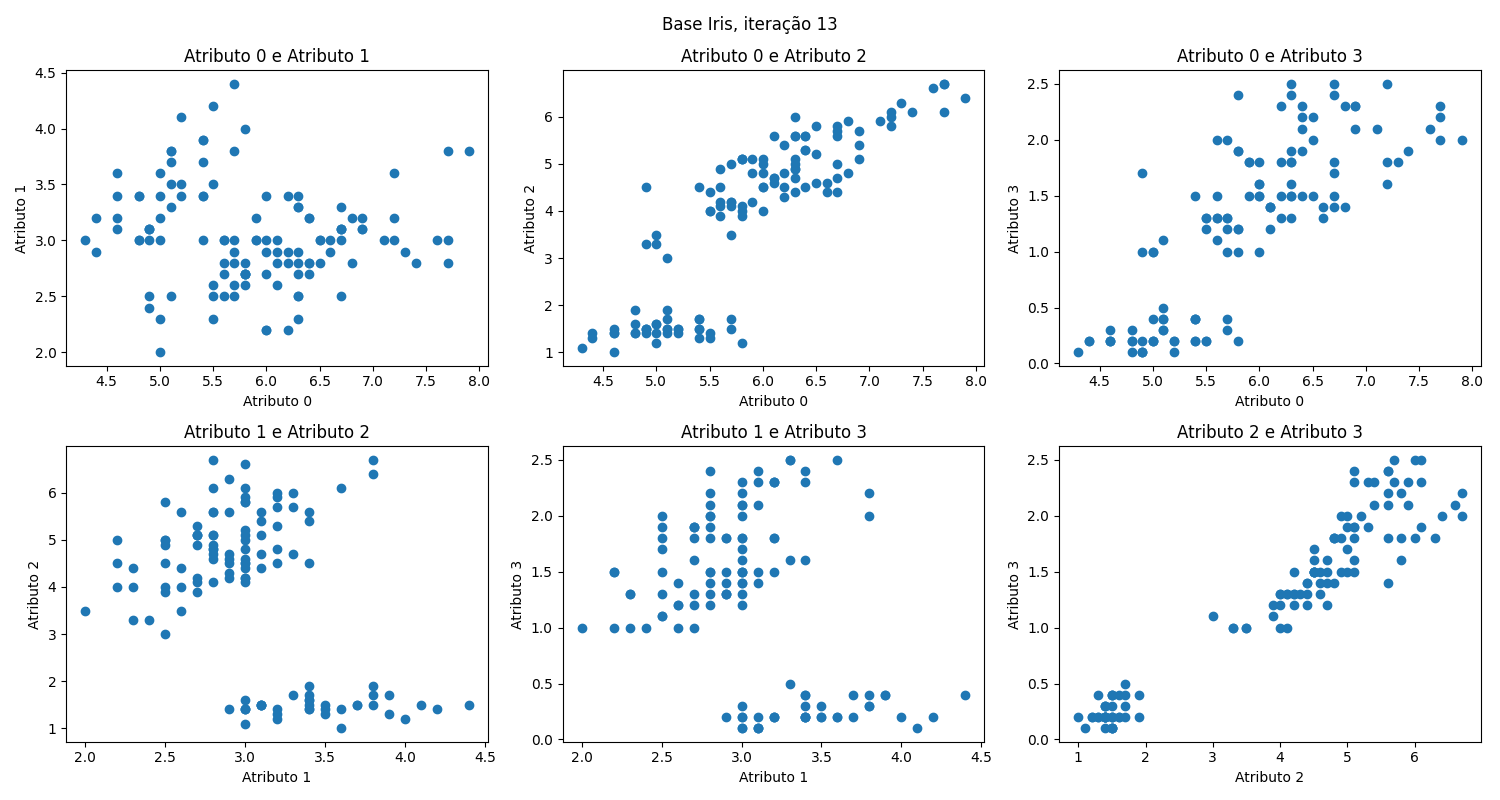 Base Iris, iteração 13
Atributo 0 e Atributo 1
Atributo 1
4.5
4.0
3.5
3.0
2.5
2.0
4.5 5.0 5.5 6.0 6.5 7.0 7.5 8.0
Atributo 0
Atributo 0 e Atributo 2
Atributo 2
6
5
4
3
2
1
4.5 5.0 5.5 6.0 6.5 7.0 7.5 8.0
Atributo 0
Atributo 0 e Atributo 3
Atributo 3
2.5
2.0
1.5
1.0
0.5
0.0
4.5 5.0 5.5 6.0 6.5 7.0 7.5 8.0
Atributo 0
Atributo 1 e Atributo 2
Atributo 2
6
5
4
3
2
1
2.0 2.5 3.0 3.5 4.0 4.5
Atributo 1
Atributo 1 e Atributo 3
Atributo 3
2.5
2.0
1.5
1.0
0.5
0.0
2.0 2.5 3.0 3.5 4.0 4.5
Atributo 1
Atributo 2 e Atributo 3
Atributo 3
2.5
2.0
1.5
1.0
0.5
0.0
1 2 3 4 5 6
Atributo 2